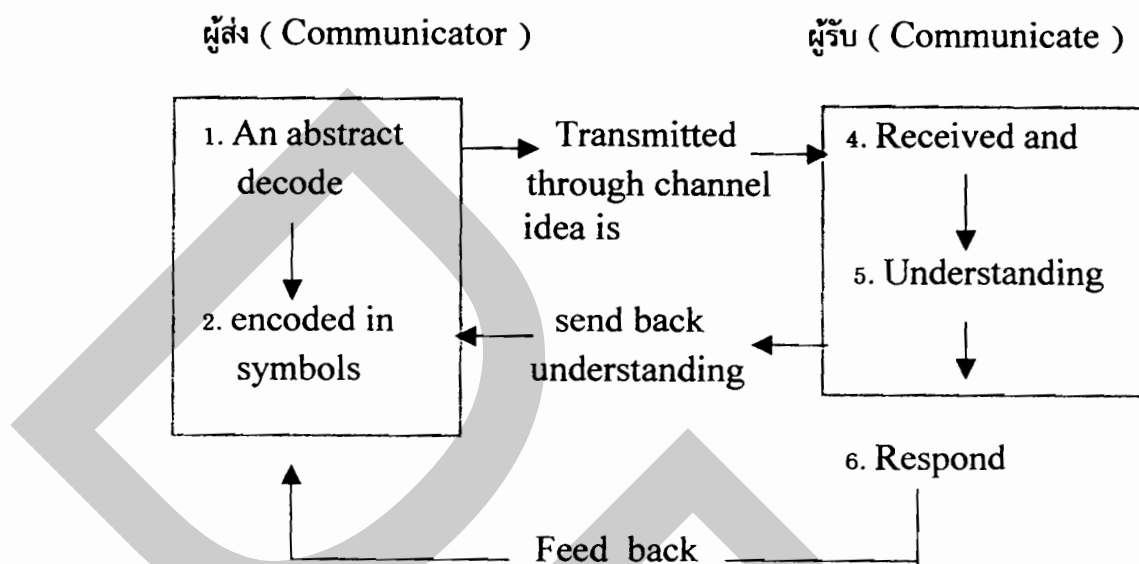 ผู้ส่ง ( Communicator )
ผู้รับ ( Communicate )
1. An abstract
decode
2. encoded in
symbols
Transmitted
through channel
idea is
send back
understanding
4. Received and
5. Understanding
6. Respond
Feed back